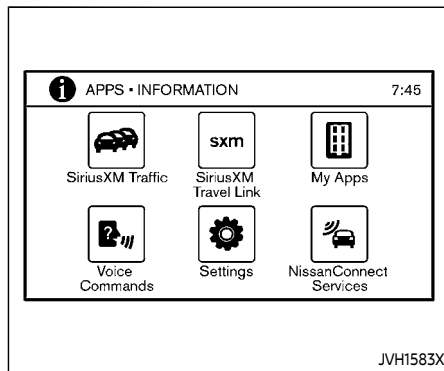 i APPS • INFORMATION 7:45
sxm
SiriusXM Traffic SiriusXM My Apps
Travel Link
?
Voice Settings NissanConnect
Commands Services
JVH1583X